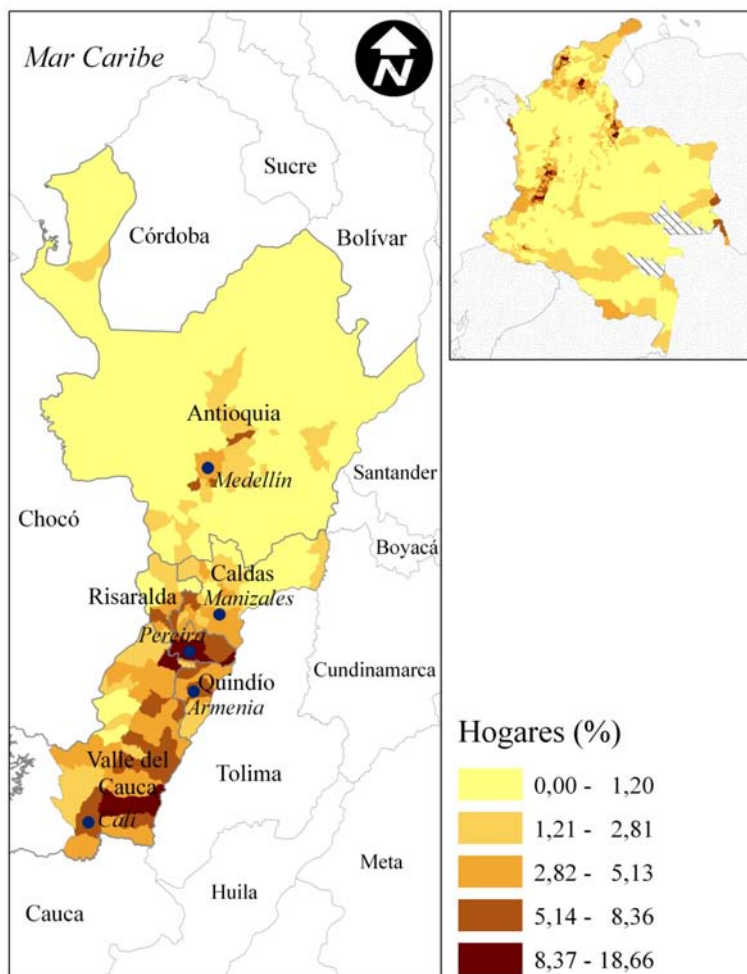 Mar Caribe
N
Sucre
Córdoba
Bolívar
Antioquia
Medellín
Santander
Chocó
Boyacá
Caldas
Risaralda
Manizales
Pereira
Cundinamarca
Quindío
Armenia
Valle del
Cauca
Tolima
Cali
Meta
Huila
Cauca
Hogares (%)
0,00 - 1,20
1,21 - 2,81
2,82 - 5,13
5,14 - 8,36
8,37 - 18,66